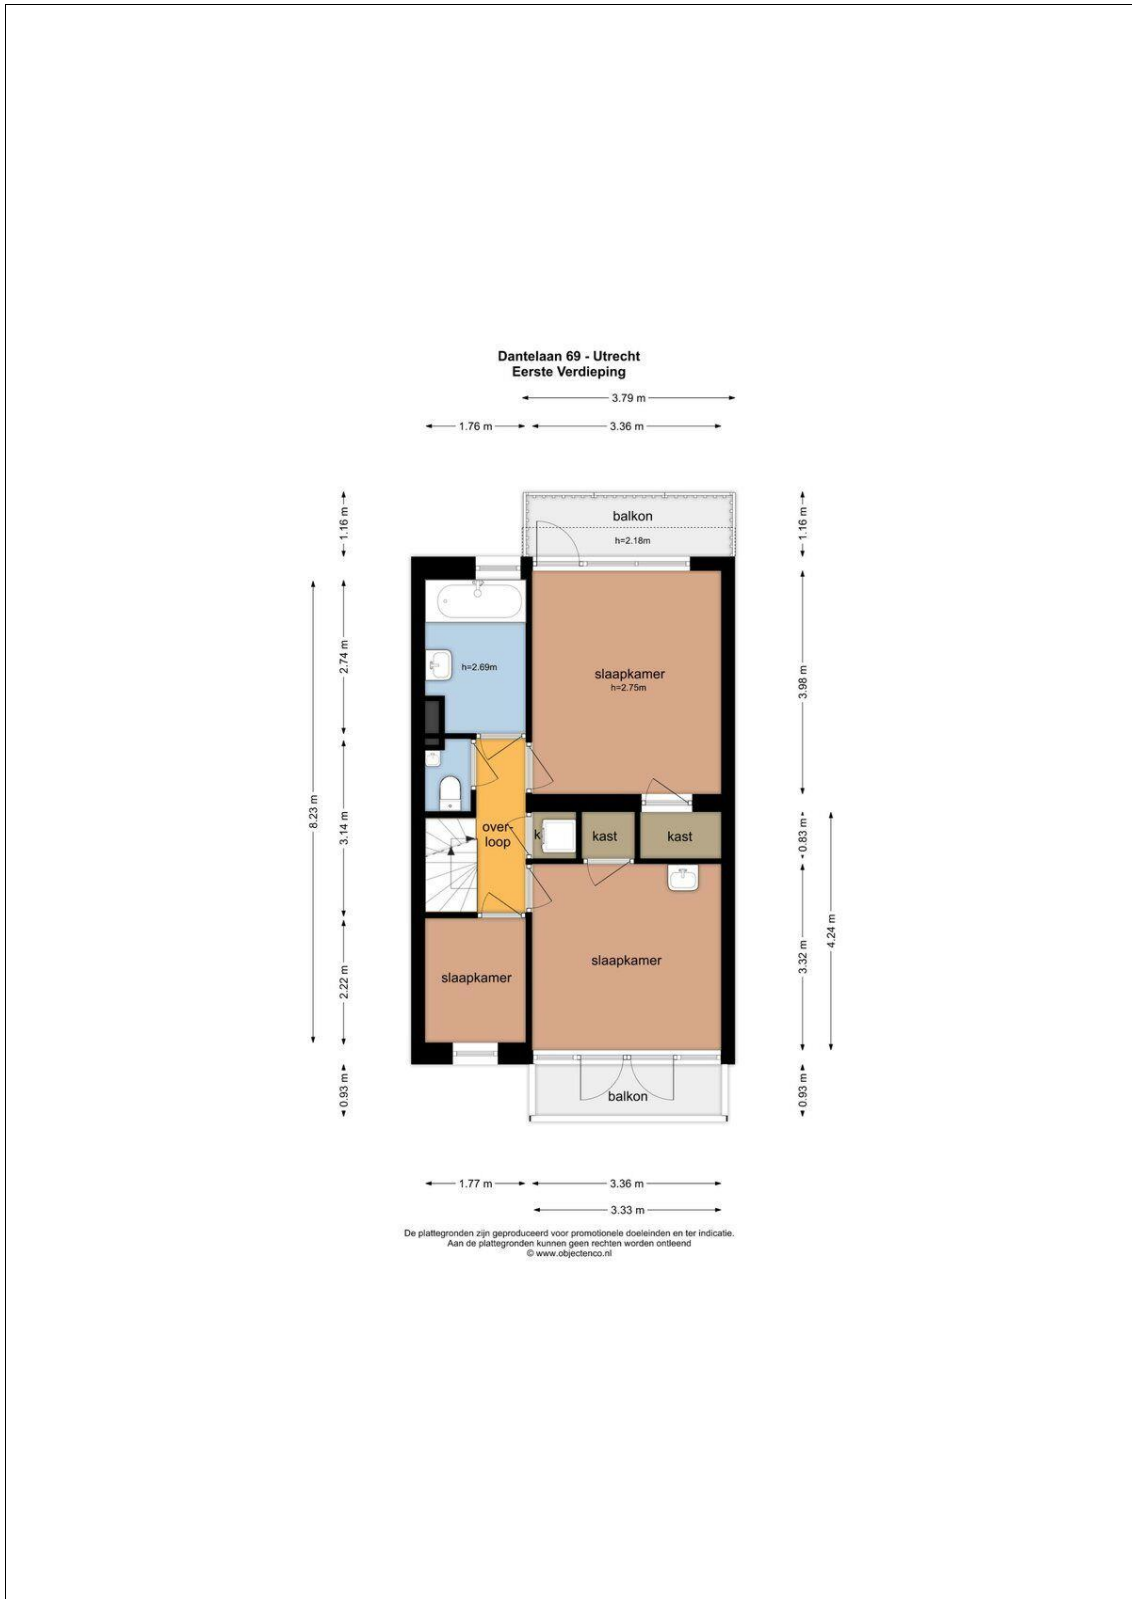 Dantelaan 69 - Utrecht
Eerste Verdieping
3.79 m
1.76 m
3.36 m
1.16 m
1.16 m
balkon
h=2.18m
8.23 m
2.74 m
h=2.69m
slaapkamer
h=2.75m
3.98 m
3.14 m
over-
loop
k
kast
kast
0.83 m
4.24 m
2.22 m
slaapkamer
slaapkamer
3.32 m
0.93 m
balkon
0.93 m
1.77 m
3.36 m
3.33 m
De plattegronden zijn geproduceerd voor promotionele doeleinden en ter indicatie.
Aan de plattegronden kunnen geen rechten worden ontleend
© www.objectenco.nl